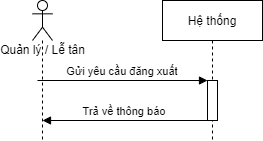 Hệ thống
Quản lý / Lễ tân
Gửi yêu cầu đăng xuất
Trả về thông báo